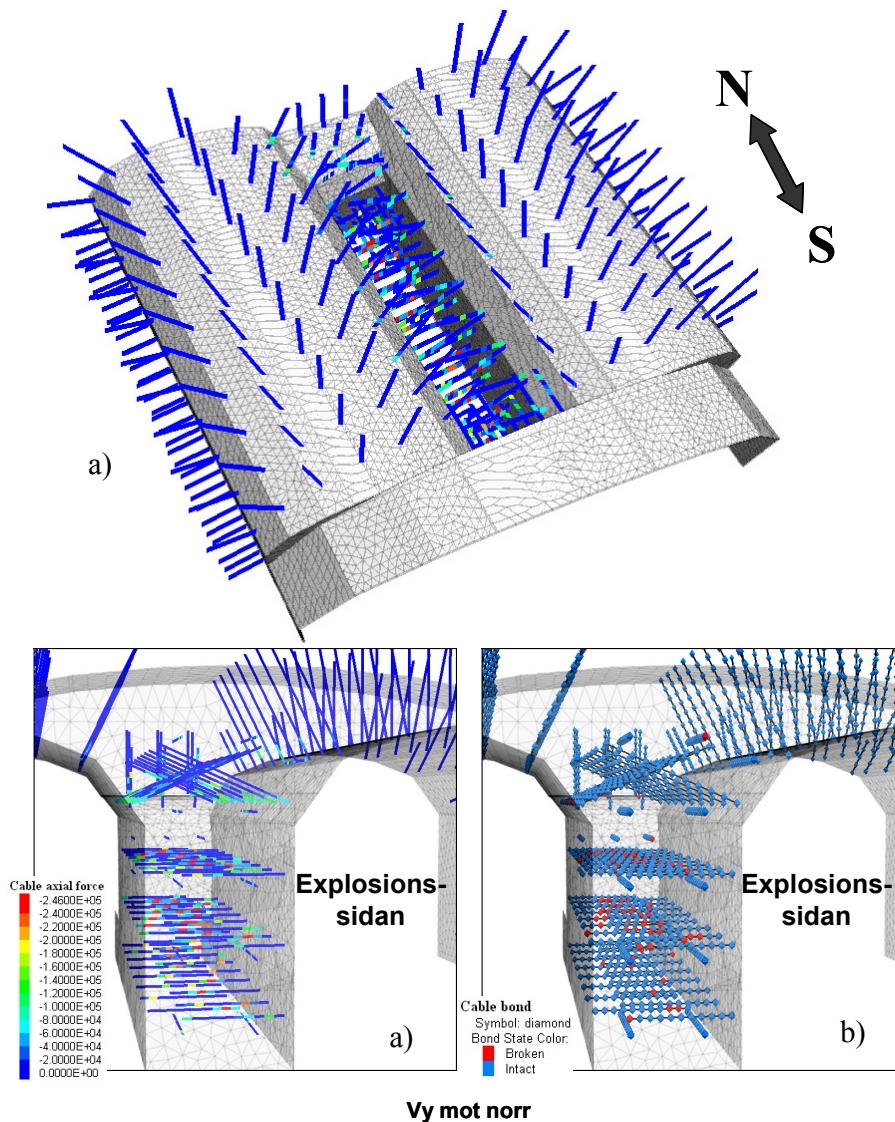 N
S
a)
Explosions-
sidan
Cable axial force
-2.4600E+05
-2.4000E+05
-2.2000E+05
-2.0000E+05
-1.8000E+05
-1.6000E+05
-1.4000E+05
-1.2000E+05
-1.0000E+05
-8.0000E+04
-6.0000E+04
-4.0000E+04
-2.0000E+04
0.0000E+00
a)
Explosions-
sidan
Cable bond
Symbol: diamond
Bond State Color:
Broken
Intact
b)
Vy mot norr